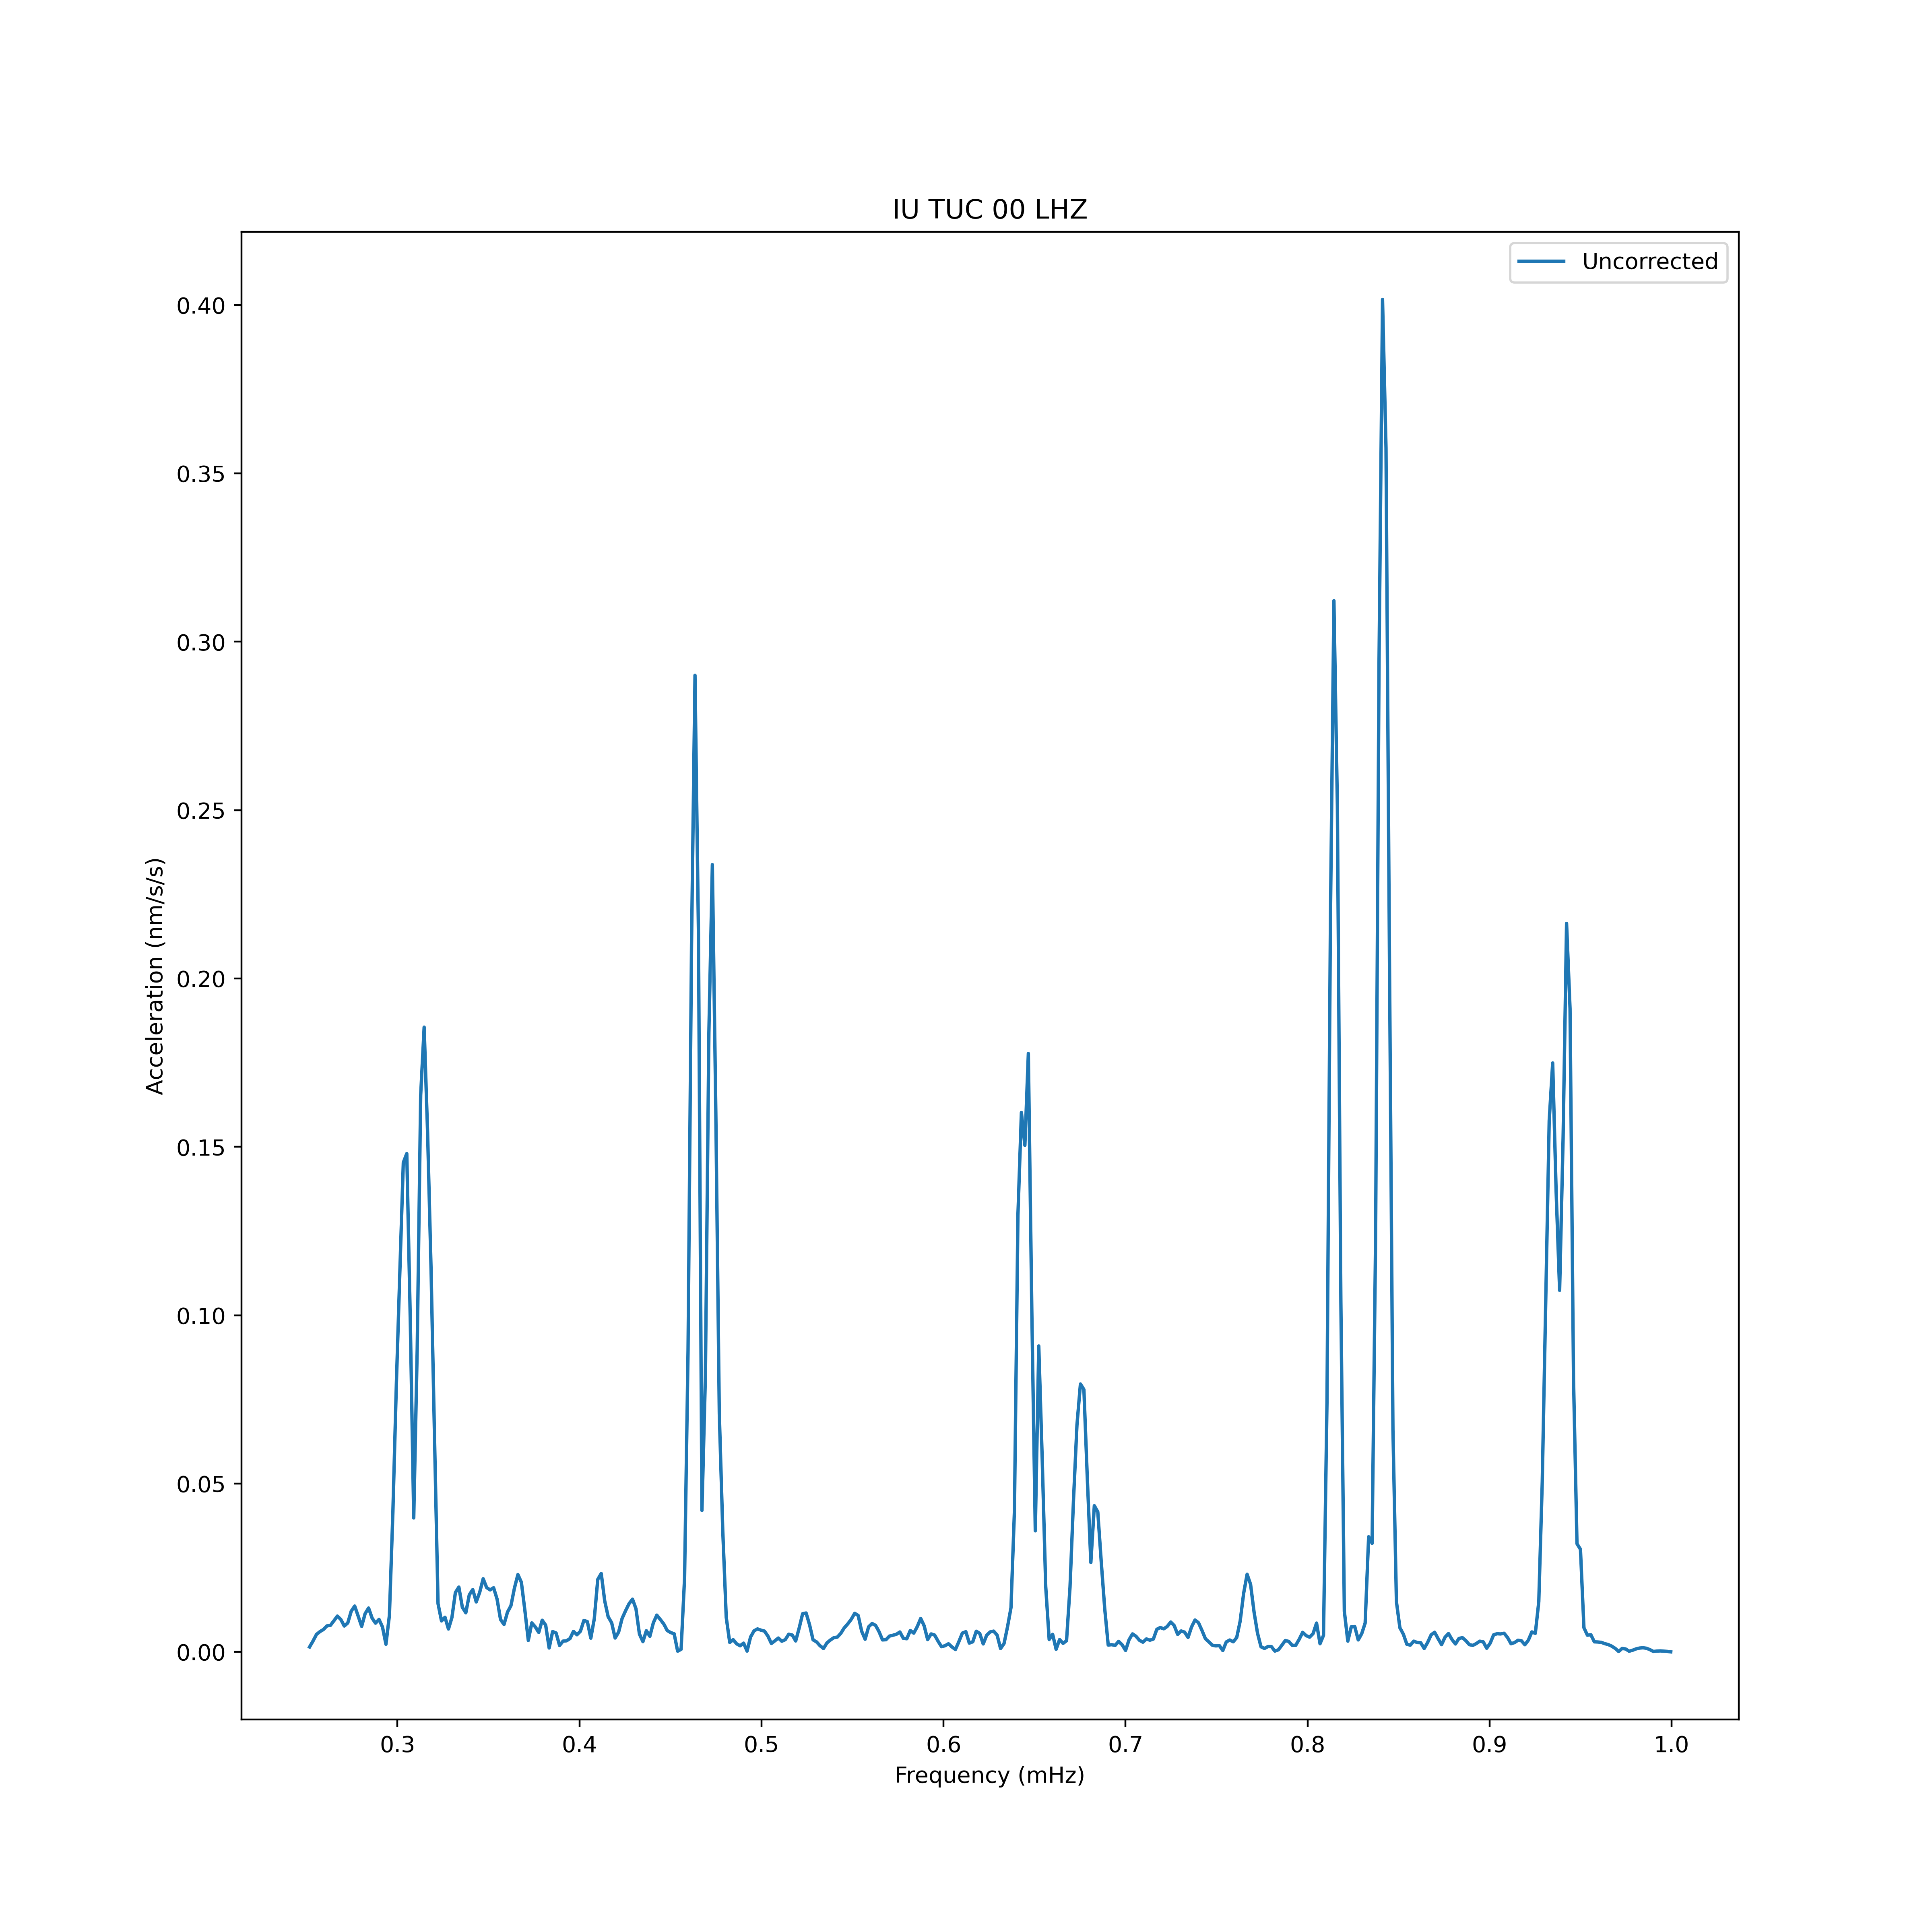 IU TUC 00 LHZ
Uncorrected
0.40
0.35
0.30
0.25
0.20
0.15
0.10
0.05
0.00
Acceleration (nm/s/s)
0.3 0.4 0.5 0.6 0.7 0.8 0.9 1.0
Frequency (mHz)